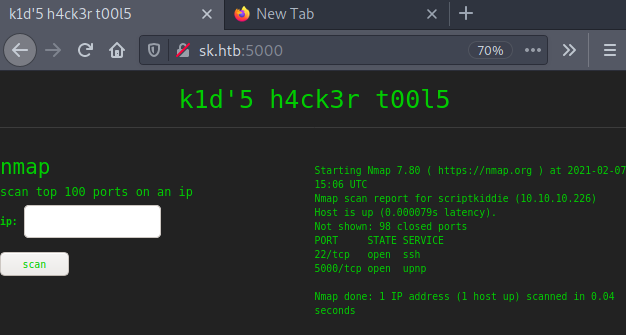 k1d'5 h4ck3r t00l5
New Tab
sk.htb:5000
70%
k1d'5 h4ck3r t00l5
nmap
scan top 100 ports on an ip
ip:
scan
Starting Nmap 7.80 ( https://nmap.org ) at 2021-02-07
15:06 UTC
Nmap scan report for scriptkiddie (10.10.10.226)
Host is up (0.000079s latency).
Not shown: 98 closed ports
PORT     STATE SERVICE
22/tcp   open  ssh
5000/tcp open  upnp
Nmap done: 1 IP address (1 host up) scanned in 0.04
seconds